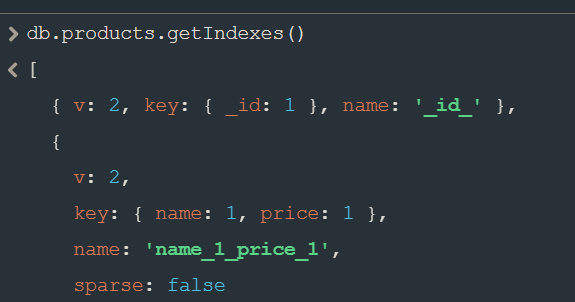 > db.products.getIndexes()
< [
{ v: 2, key: { _id: 1 }, name: '_id_' },
{
v: 2,
key: { name: 1, price: 1 },
name: 'name_1_price_1',
sparse: false